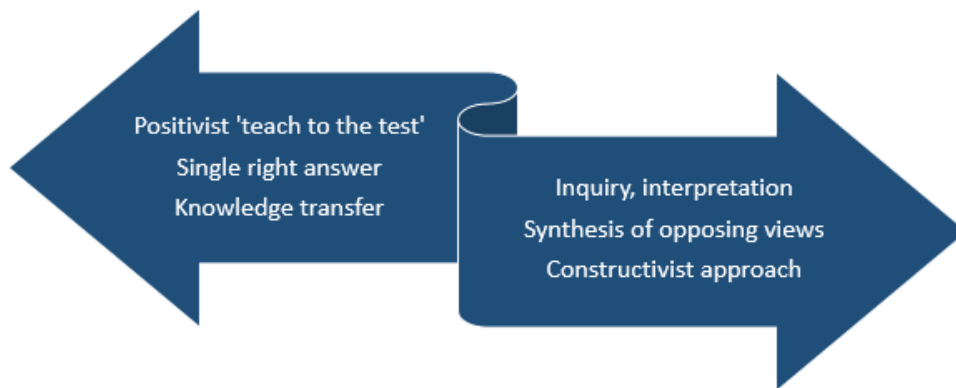 Positivist 'teach to the test'
Single right answer
Knowledge transfer
Inquiry, interpretation
Synthesis of opposing views
Constructivist approach